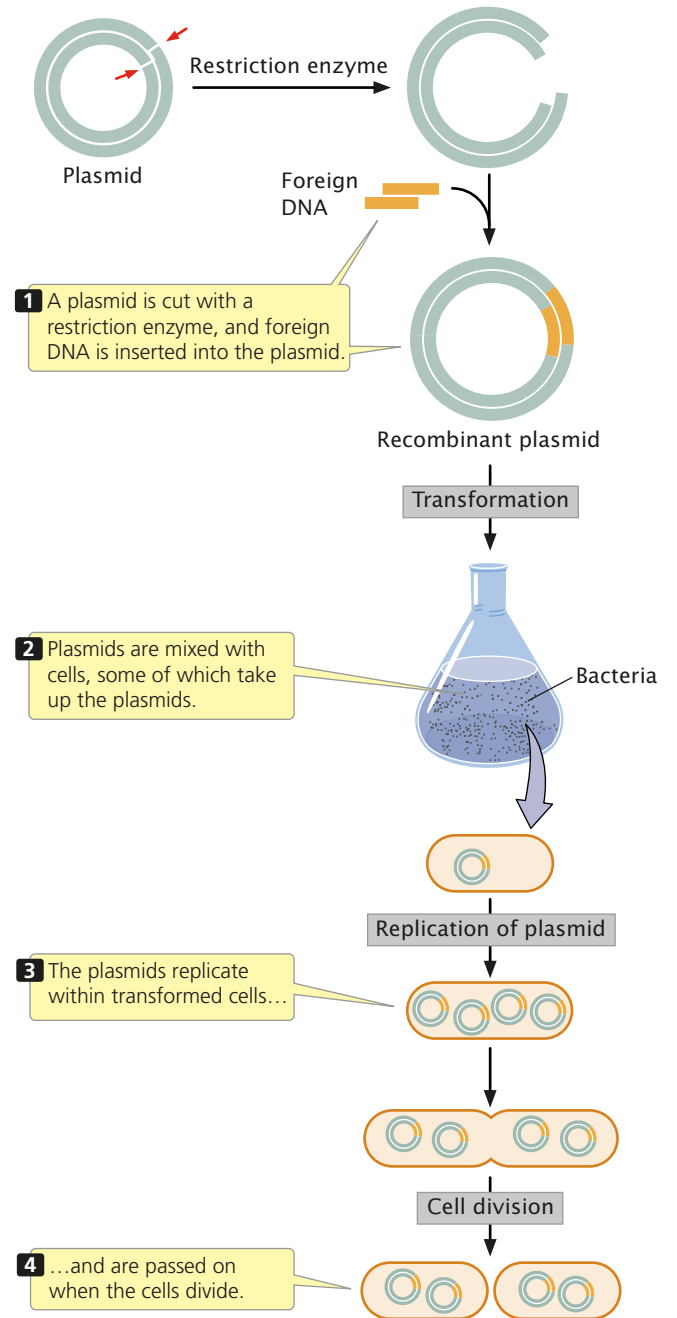 Restriction enzyme
Plasmid
Foreign
DNA
1 A plasmid is cut with a
restriction enzyme, and foreign
DNA is inserted into the plasmid.
Recombinant plasmid
Transformation
2 Plasmids are mixed with
cells, some of which take
up the plasmids.
Bacteria
Replication of plasmid
3 The plasmids replicate
within transformed cells…
Cell division
4 …and are passed on
when the cells divide.